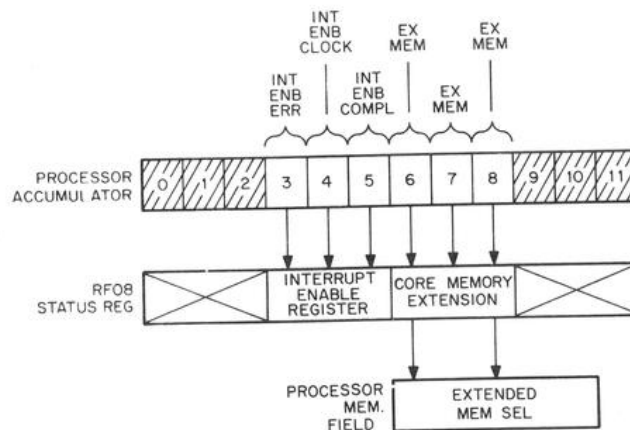 INT
ENB
CLOCK
EX
MEM
EX
MEM
INT
ENB
ERR
INT
ENB
COMPL
EX
MEM
PROCESSOR
ACCUMULATOR
0 1 2 3 4 5 6 7 8 9 10 11
RF08
STATUS REG
INTERRUPT
ENABLE
REGISTER
CORE MEMORY
EXTENSION
PROCESSOR
MEM.
FIELD
EXTENDED
MEM SEL